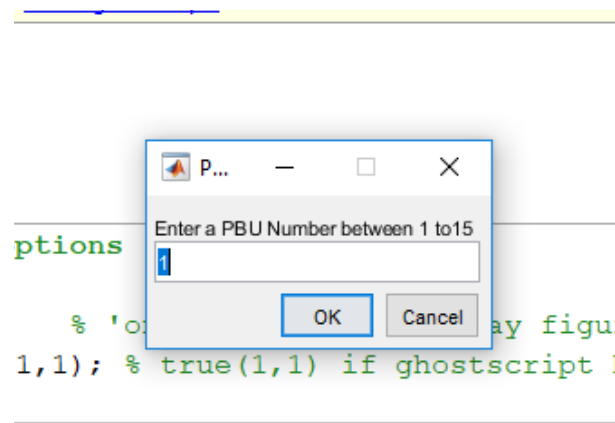 P...
Enter a PBU Number between 1 to15
1
OK Cancel
ptions
% 'o ay figu
1,1); % true(1,1) if ghostscript